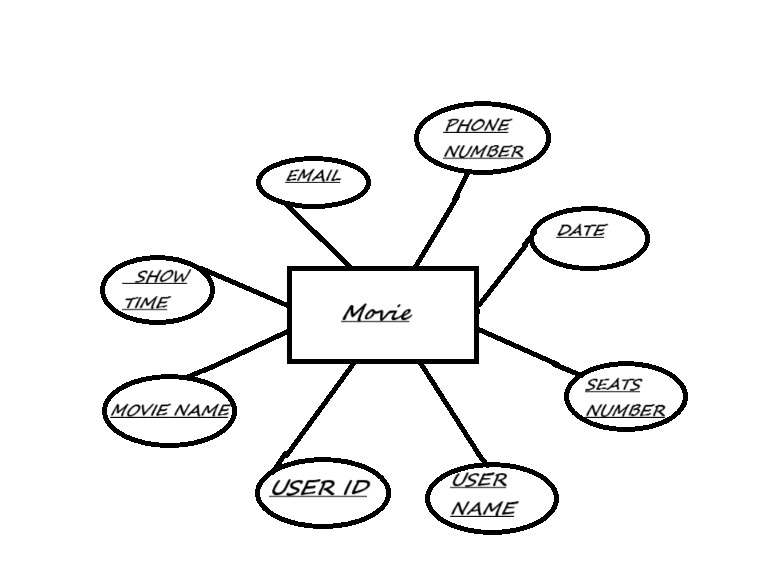 PHONE
NUMBER
EMAIL
DATE
SHOW
TIME
Movie
SEATS
NUMBER
MOVIE NAME
USER ID
USER
NAME